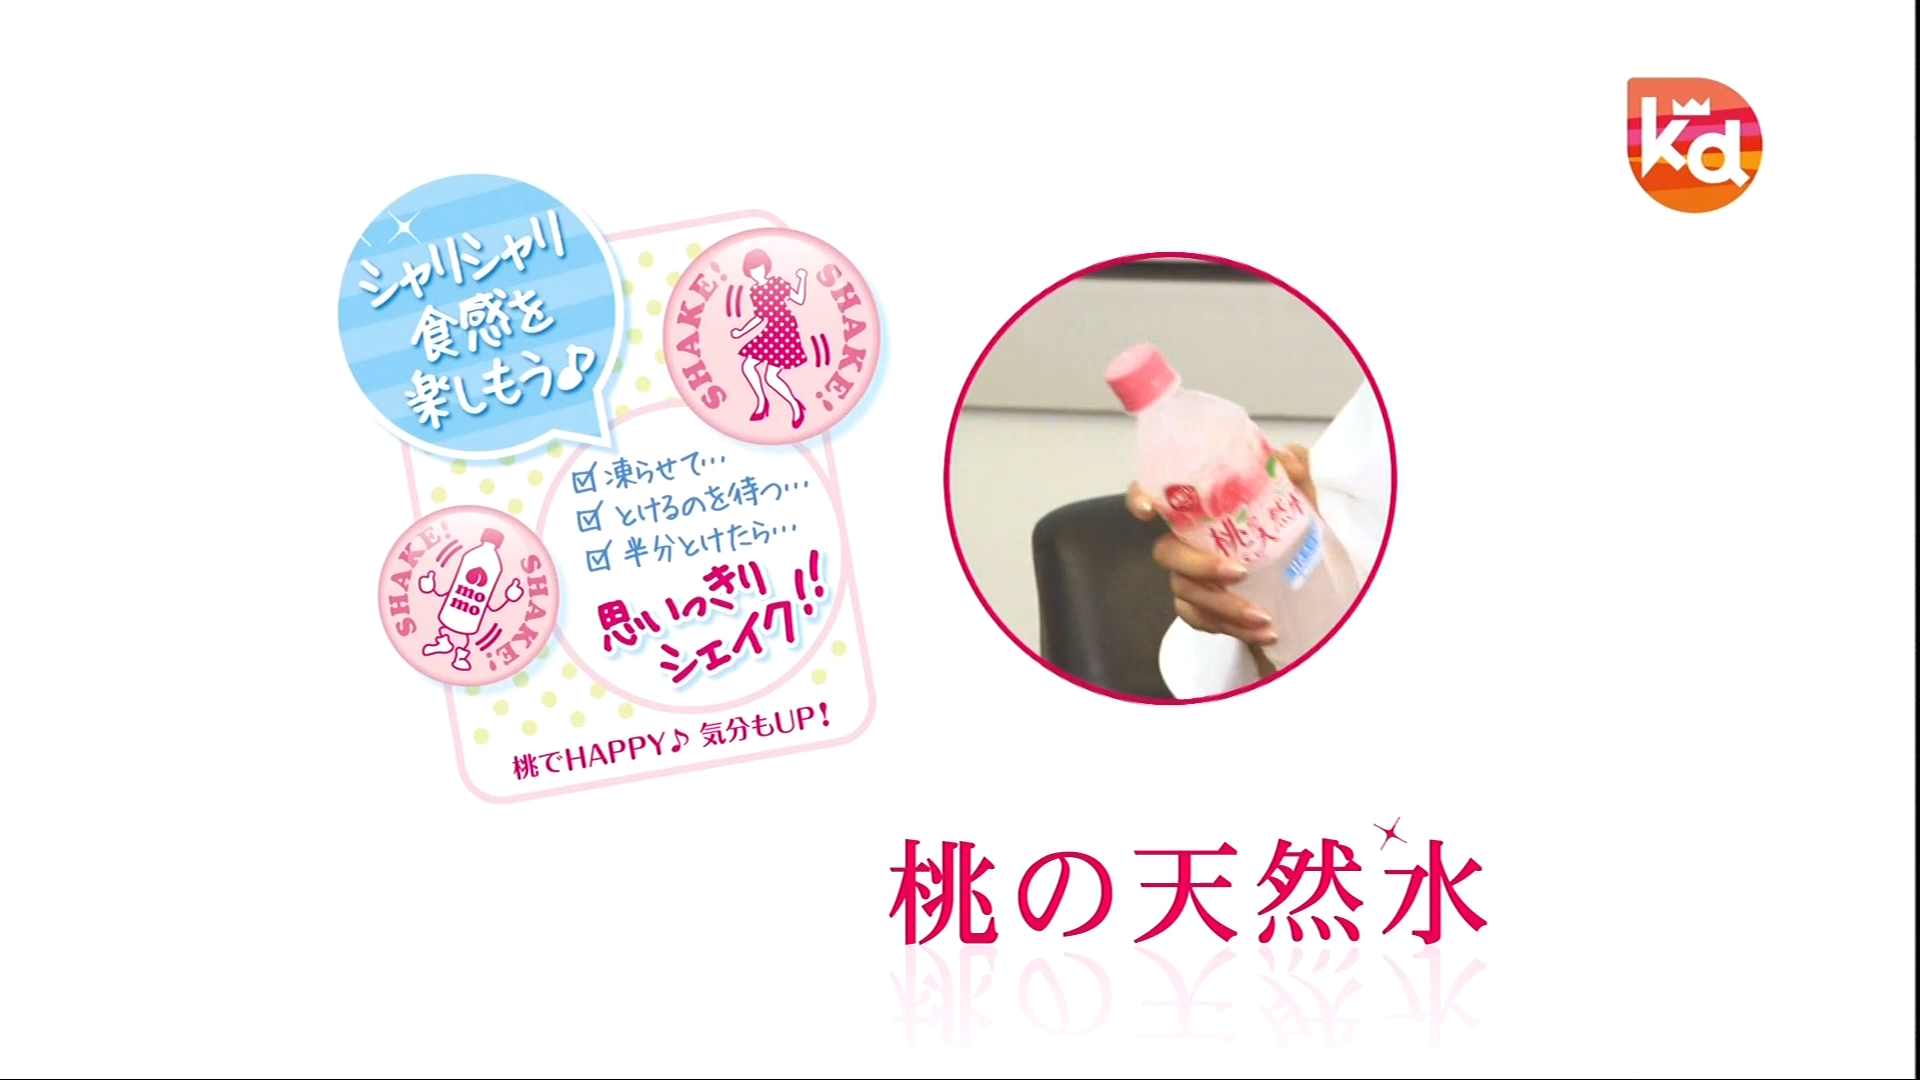 kd
シャリシャリ
食感を
楽しもう♪
SHAKE! SHAKE!
☑ 凍らせて…
☑ とけるのを待つ…
☑ 半分とけたら…
思いっきり
シェイク!!
SHAKE! SHAKE!
momo
桃でHAPPY♪ 気分もUP!
桃の天然水
桃の天然水